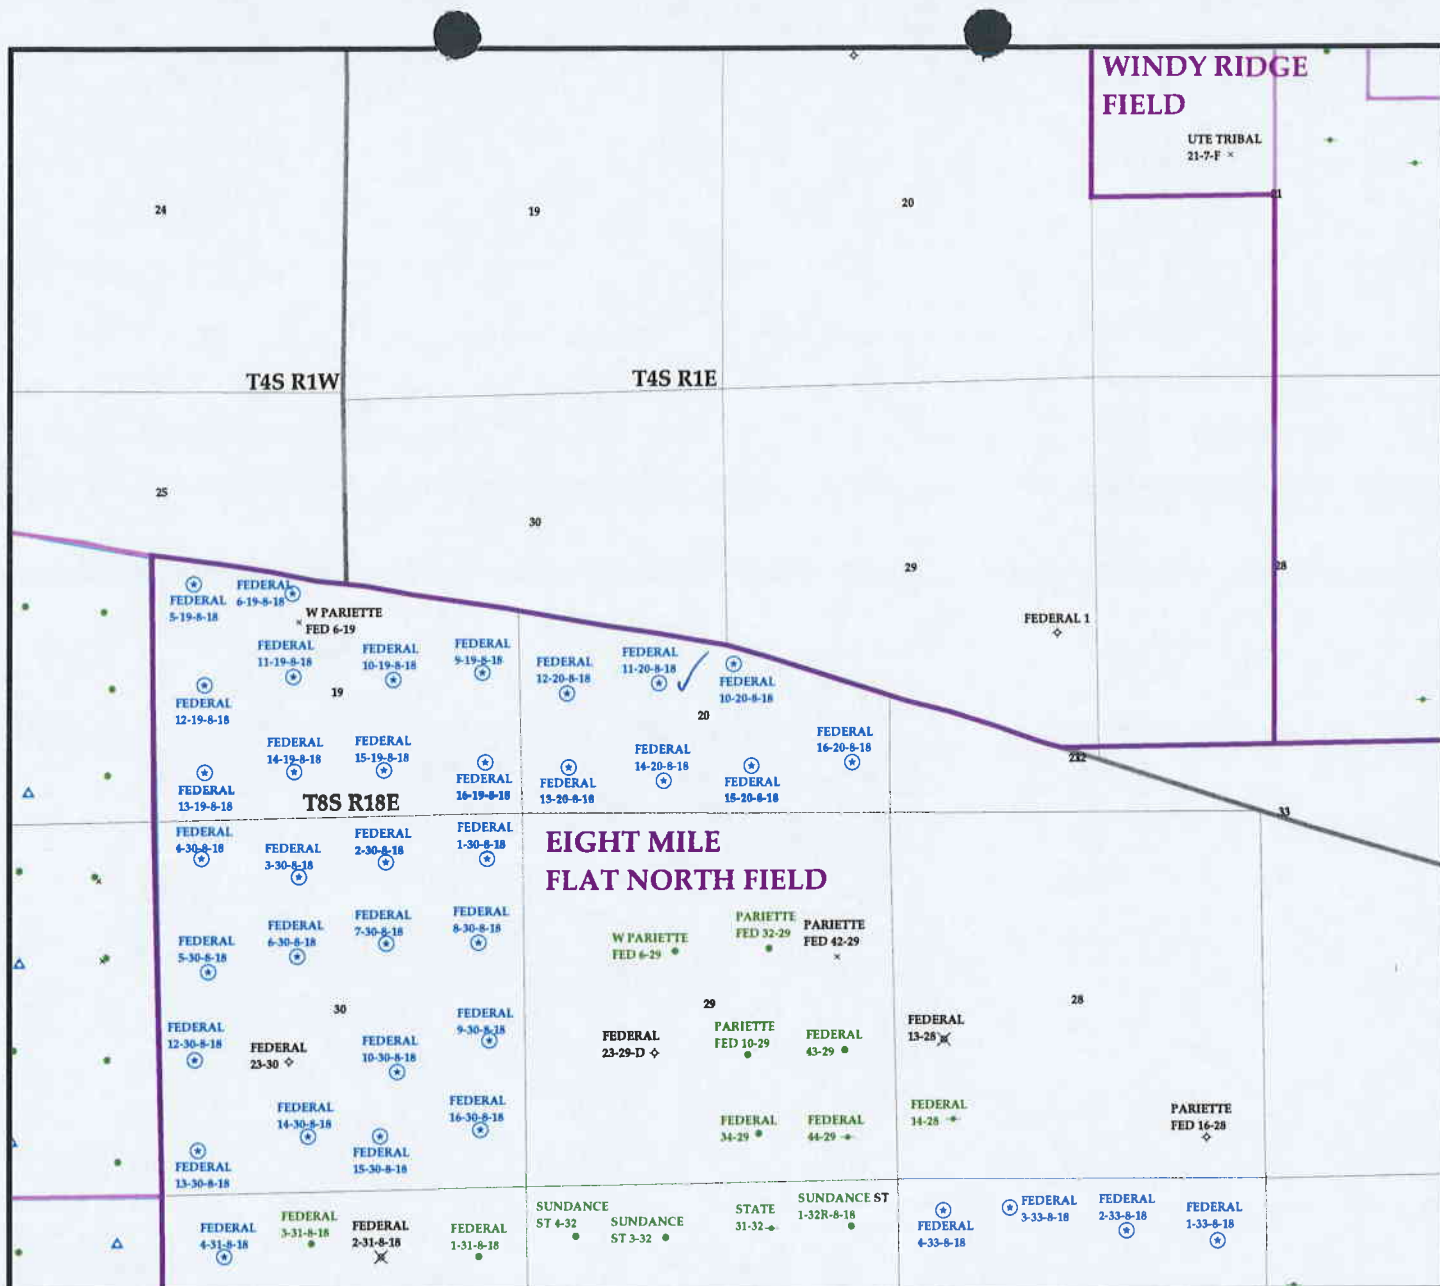 WINDY RIDGE
FIELD
UTE TRIBAL
21-7-F
24
19
20
21
T4S R1W
T4S R1E
25
30
29
28
FEDERAL 1
FEDERAL
5-19-8-18
FEDERAL
6-19-8-18
W PARIETTE
FED 6-19
FEDERAL
11-19-8-18
FEDERAL
10-19-8-18
FEDERAL
9-19-8-18
FEDERAL
12-20-8-18
FEDERAL
11-20-8-18
FEDERAL
10-20-8-18
19
FEDERAL
12-19-8-18
20
FEDERAL
14-19-8-18
FEDERAL
15-19-8-18
FEDERAL
16-19-8-18
FEDERAL
13-20-8-18
FEDERAL
14-20-8-18
FEDERAL
15-20-8-18
FEDERAL
16-20-8-18
FEDERAL
13-19-8-18
T8S R18E
33
FEDERAL
4-30-8-18
FEDERAL
3-30-8-18
FEDERAL
2-30-8-18
FEDERAL
1-30-8-18
EIGHT MILE
FLAT NORTH FIELD
FEDERAL
5-30-8-18
FEDERAL
6-30-8-18
FEDERAL
7-30-8-18
FEDERAL
8-30-8-18
W PARIETTE
FED 6-29
PARIETTE
FED 32-29
PARIETTE
FED 42-29
30
29
28
FEDERAL
12-30-8-18
FEDERAL
23-30
FEDERAL
10-30-8-18
FEDERAL
9-30-8-18
FEDERAL
23-29-D
PARIETTE
FED 10-29
FEDERAL
43-29
FEDERAL
13-28
FEDERAL
14-30-8-18
FEDERAL
16-30-8-18
FEDERAL
34-29
FEDERAL
44-29
FEDERAL
14-28
PARIETTE
FED 16-28
FEDERAL
13-30-8-18
FEDERAL
15-30-8-18
FEDERAL
4-31-8-18
FEDERAL
3-31-8-18
FEDERAL
2-31-8-18
FEDERAL
1-31-8-18
SUNDANCE
ST 4-32
SUNDANCE
ST 3-32
STATE
31-32
SUNDANCE ST
1-32R-8-18
FEDERAL
4-33-8-18
FEDERAL
3-33-8-18
FEDERAL
2-33-8-18
FEDERAL
1-33-8-18